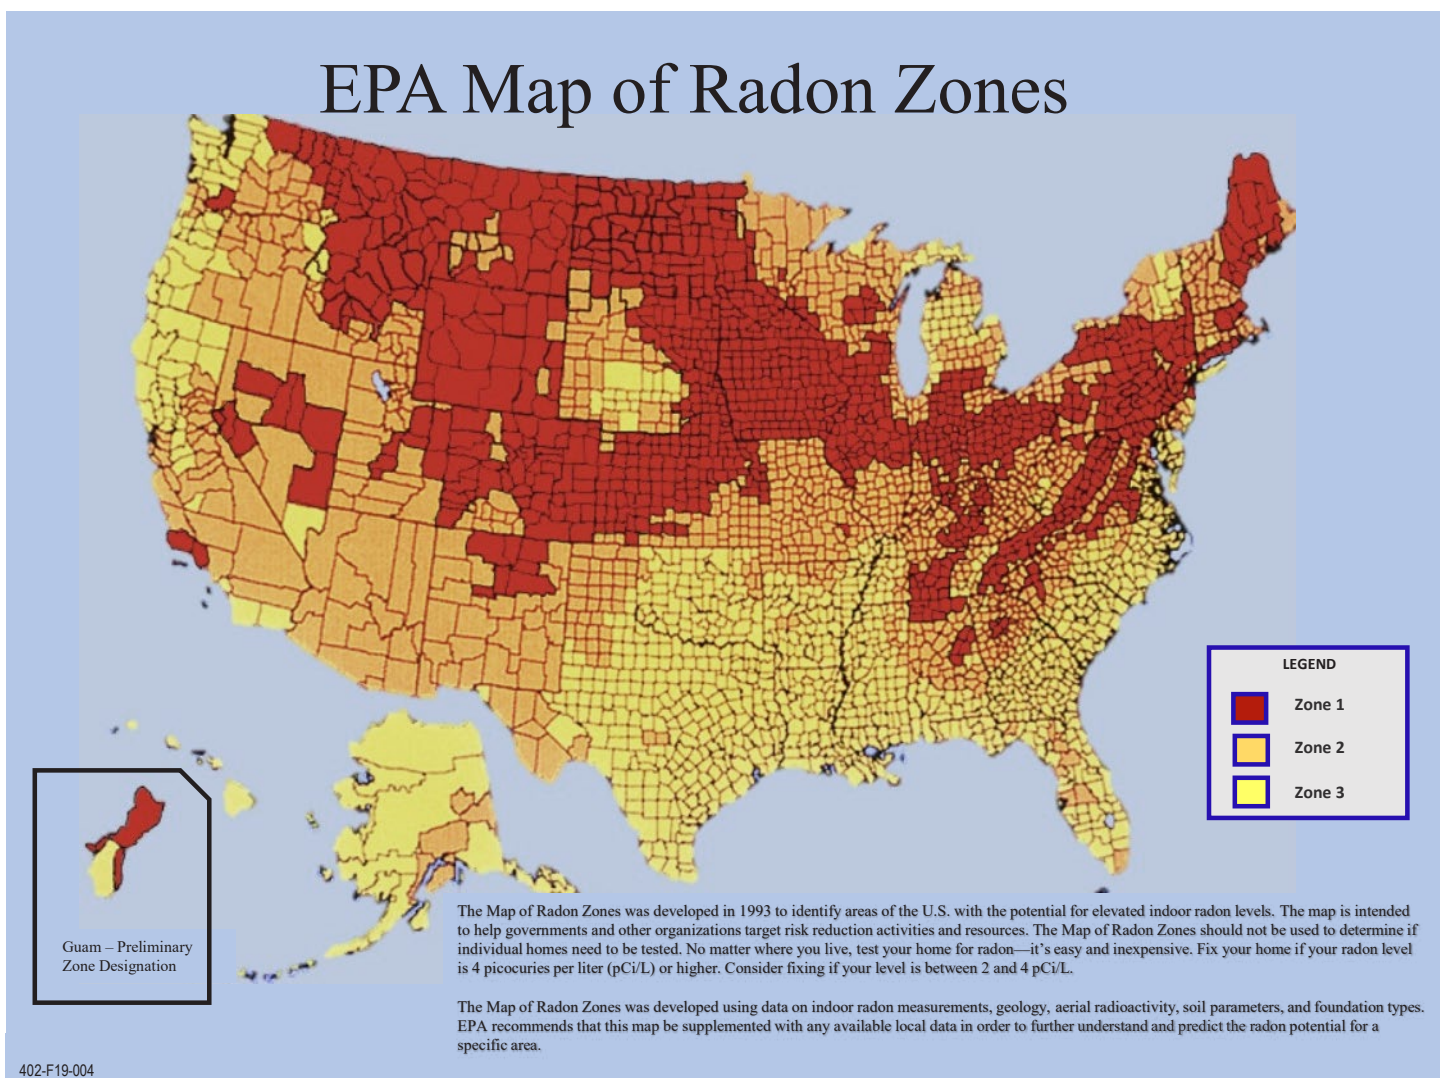 EPA Map of Radon Zones
LEGEND
Zone 1
Zone 2
Zone 3
Guam – Preliminary
Zone Designation
The Map of Radon Zones was developed in 1993 to identify areas of the U.S. with the potential for elevated indoor radon levels. The map is intended
to help governments and other organizations target risk reduction activities and resources. The Map of Radon Zones should not be used to determine if
individual homes need to be tested. No matter where you live, test your home for radon—it’s easy and inexpensive. Fix your home if your radon level
is 4 picocuries per liter (pCi/L) or higher. Consider fixing if your level is between 2 and 4 pCi/L.
The Map of Radon Zones was developed using data on indoor radon measurements, geology, aerial radioactivity, soil parameters, and foundation types.
EPA recommends that this map be supplemented with any available local data in order to further understand and predict the radon potential for a
specific area.
402-F19-004